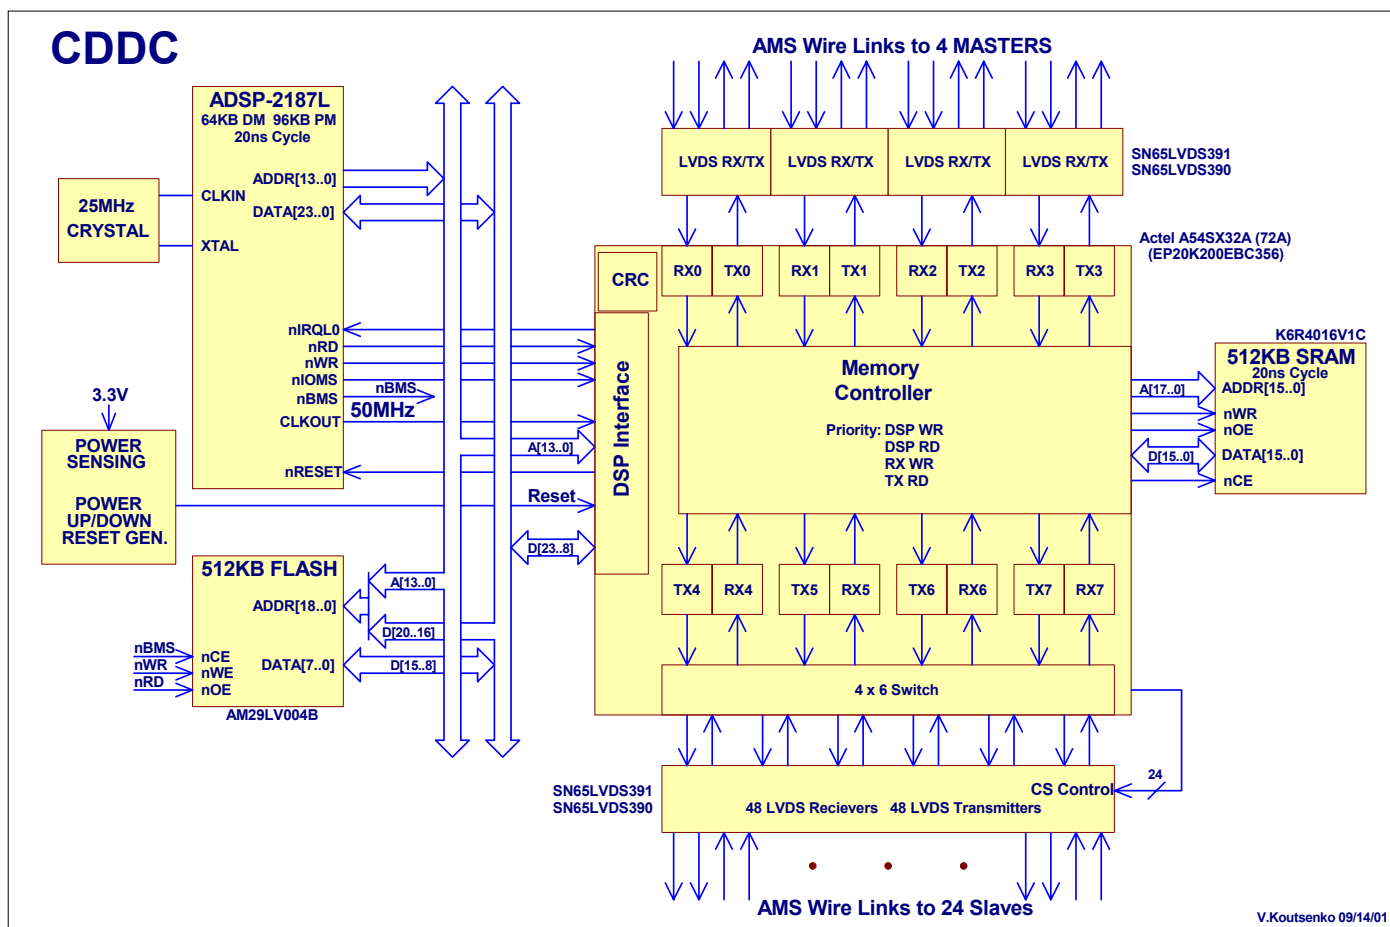 CDDC
AMS Wire Links to 4 MASTERS
ADSP-2187L
64KB DM 96KB PM
20ns Cycle
ADDR[13..0]
CLKIN
DATA[23..0]
XTAL
25MHz
CRYSTAL
nIRQL0
nRD
nWR
nIOMS
nBMS
nBMS
50MHz
CLKOUT
nRESET
3.3V
POWER
SENSING
POWER
UP/DOWN
RESET GEN.
Reset
A[13..0]
D[23..8]
512KB FLASH
ADDR[18..0]
A[13..0]
D[20..16]
DATA[7..0]
D[15..8]
nBMS
nWR
nRD
nCE
nWE
nOE
AM29LV004B
LVDS RX/TX
LVDS RX/TX
LVDS RX/TX
LVDS RX/TX
SN65LVDS391
SN65LVDS390
Actel A54SX32A (72A)
(EP20K200EBC356)
CRC
RX0
TX0
RX1
TX1
RX2
TX2
RX3
TX3
DSP Interface
Memory
Controller
Priority: DSP WR
DSP RD
RX WR
TX RD
K6R4016V1C
512KB SRAM
20ns Cycle
A[17..0]
ADDR[15..0]
nWR
nOE
D[15..0]
DATA[15..0]
nCE
TX4
RX4
TX5
RX5
TX6
RX6
TX7
RX7
4 x 6 Switch
24
SN65LVDS391
SN65LVDS390
CS Control
48 LVDS Recievers 48 LVDS Transmitters
AMS Wire Links to 24 Slaves
V.Koutsenko 09/14/01